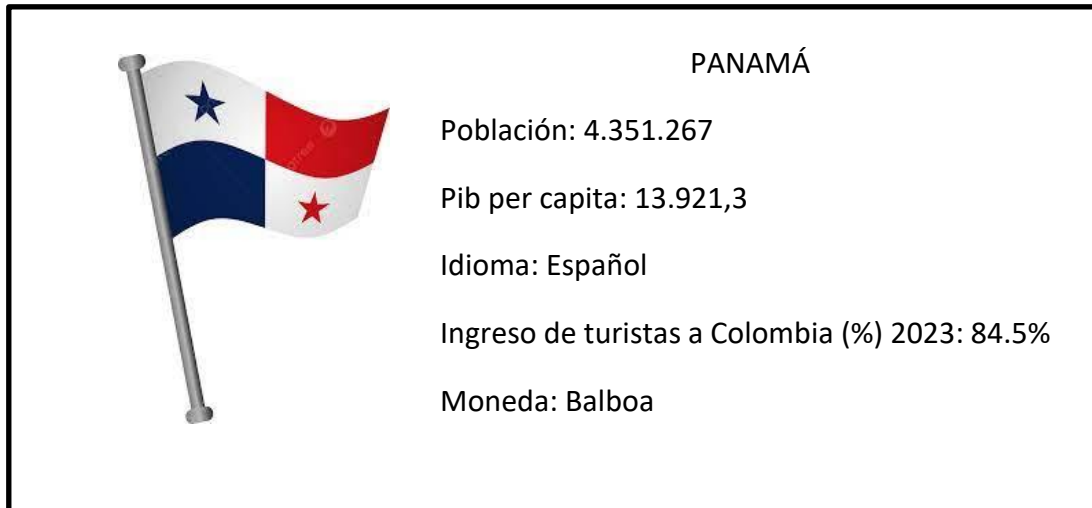 PANAMÁ
Población: 4.351.267
Pib per capita: 13.921,3
Idioma: Español
Ingreso de turistas a Colombia (%) 2023: 84.5%
Moneda: Balboa